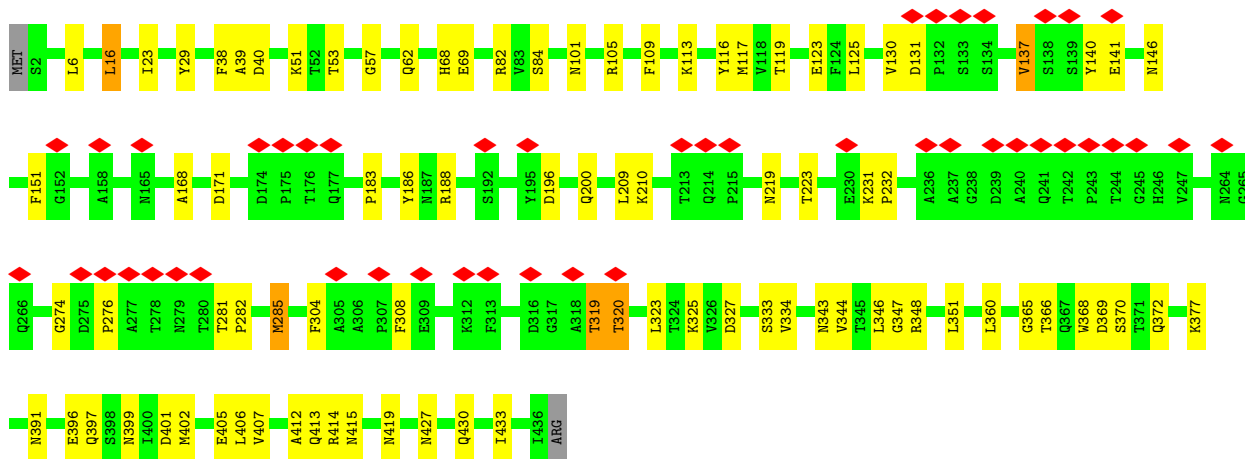 MET S2 L6 L16 I23 Y29 F38 A39 D40 K51 T52 T53 G57 Q62 H68 E69 R82 V83 S84 N101 R105 F109 K113 Y116 M117 V118 T119 E123 F124 L125 V130 D131 P132 S133 S134 V137 S138 S139 Y140 E141 N146
F151 G152 A158 N165 A168 D171 D174 P175 T176 Q177 P183 Y186 N187 R188 S192 Y195 D196 Q200 L209 K210 T213 Q214 P215 N219 T223 E230 K231 P232 A236 A237 G238 D239 A240 Q241 T242 P243 T244 G245 H246 V247 N264 G265
Q266 G274 D275 P276 A277 T278 N279 T280 T281 P282 M285 F304 A305 A306 P307 F308 E309 K312 F313 D316 G317 A318 T319 T320 L323 T324 K325 V326 D327 S333 V334 N343 V344 T345 L346 G347 R348 L351 L360 G365 T366 Q367 W368 D369 S370 T371 Q372 K377
N391 E396 Q397 S398 N399 I400 D401 M402 E405 L406 V407 A412 Q413 R414 N415 N419 N427 Q430 I433 I436 ARG